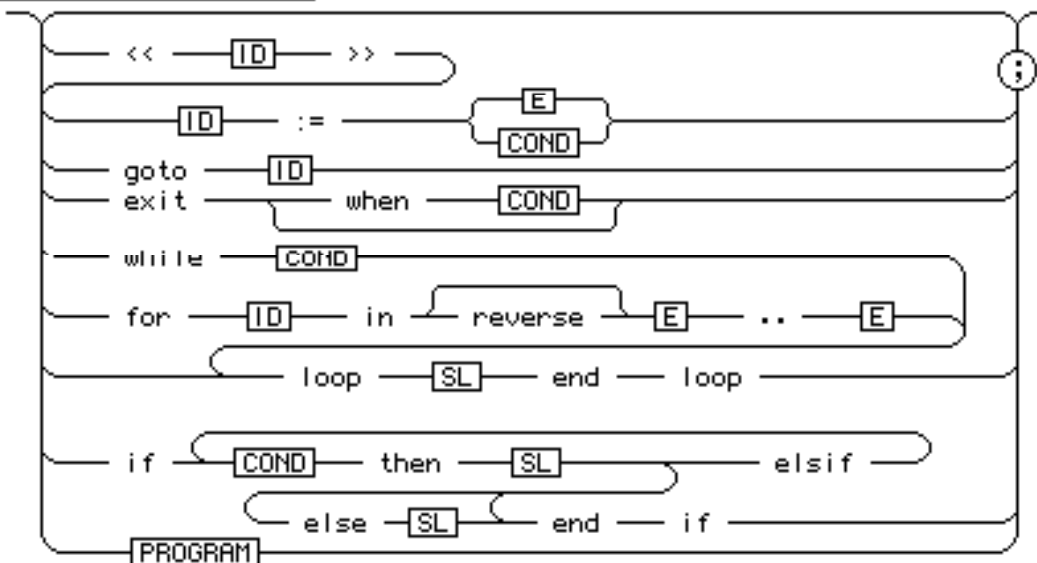 << ID >>
;
E
ID :=
COND
goto ID
exit when COND
while COND
for ID in reverse E .. E
loop SL end loop
if COND then SL elsif
else SL end if
PROGRAM